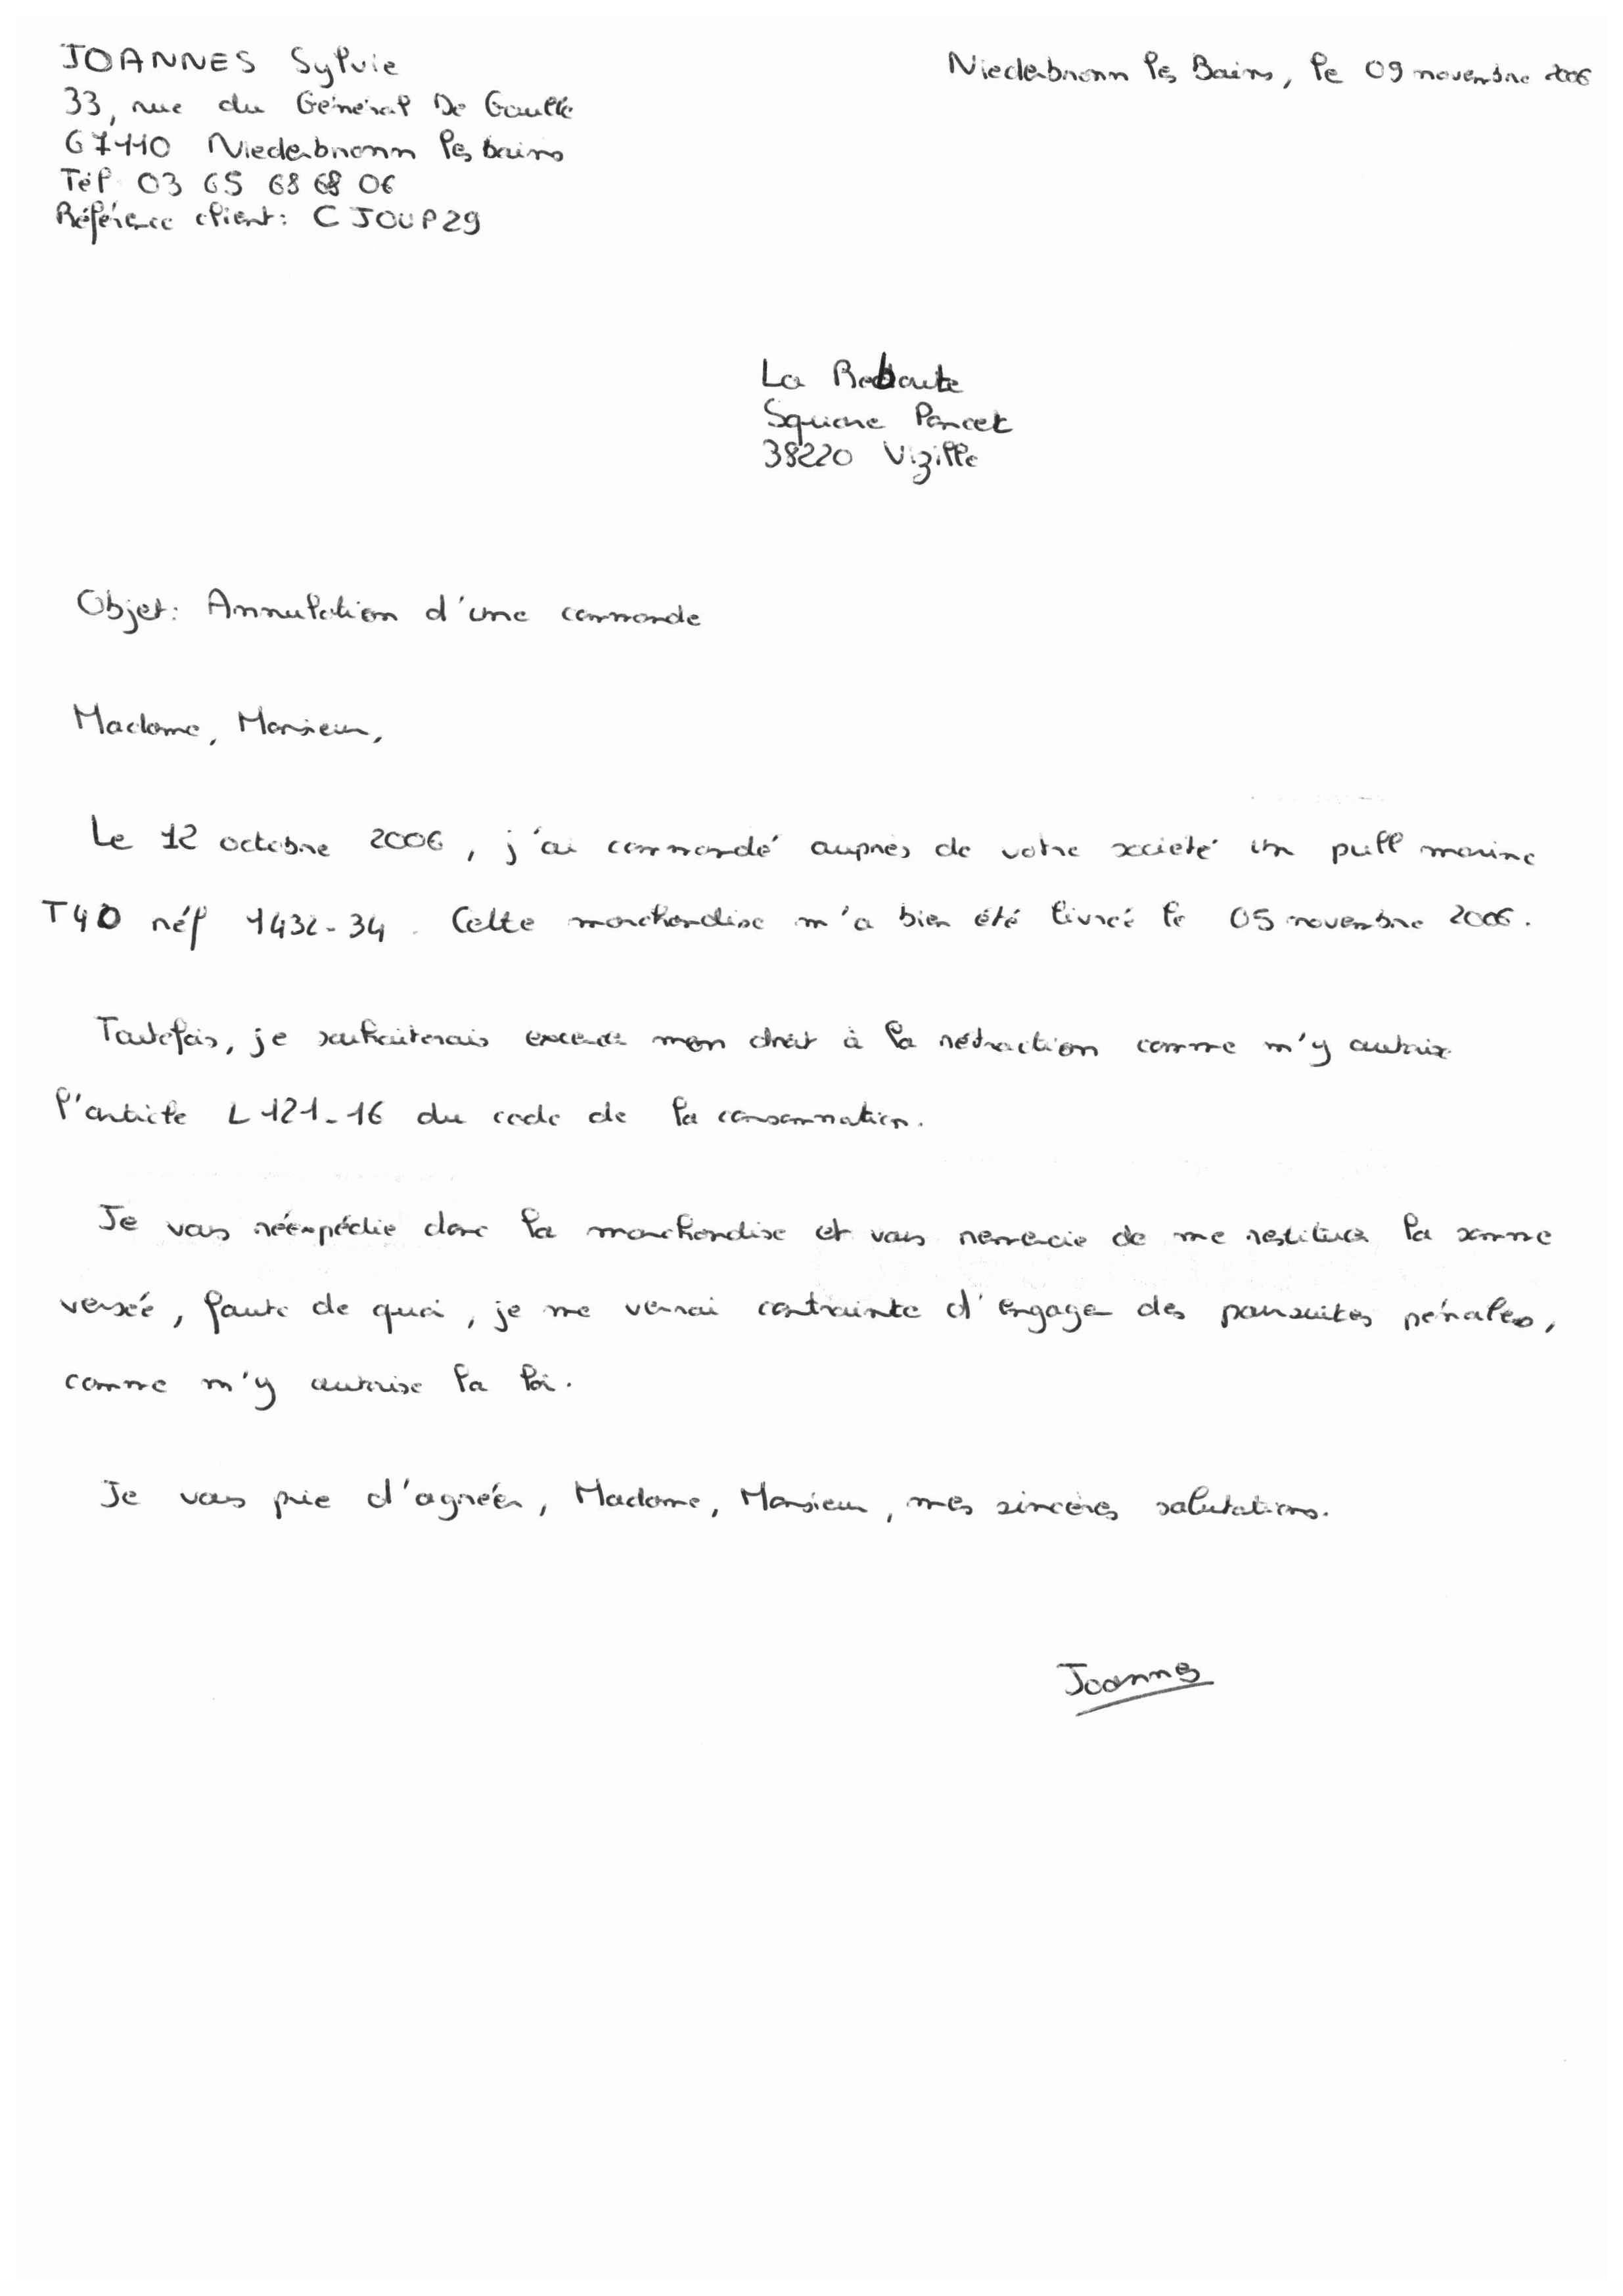 JOANNES Sylvie
Niederbronn les Bains, le 09 novembre 2006
33, rue du Général De Gaulle
67110 Niederbronn les bains
Tél 03 65 68 68 06
Référence client : CJOUP29
La Redoute
Square Poncet
38220 Vizille
Objet : Annulation d'une commande
Madame, Monsieur,
Le 12 octobre 2006, j'ai commandé auprès de votre société un pull marine
T40 réf 1432-34. Cette marchandise m'a bien été livrée le 05 novembre 2006.
Toutefois, je souhaiterais exercer mon droit à la rétraction comme m'y autorise
l'article L 121-16 du code de la consommation.
Je vous réexpédie donc la marchandise et vous remercie de me restituer la somme
versée, faute de quoi, je me verrai contrainte d'engager des poursuites pénales,
comme m'y autorise la loi.
Je vous prie d'agréer, Madame, Monsieur, mes sincères salutations.
Joannes